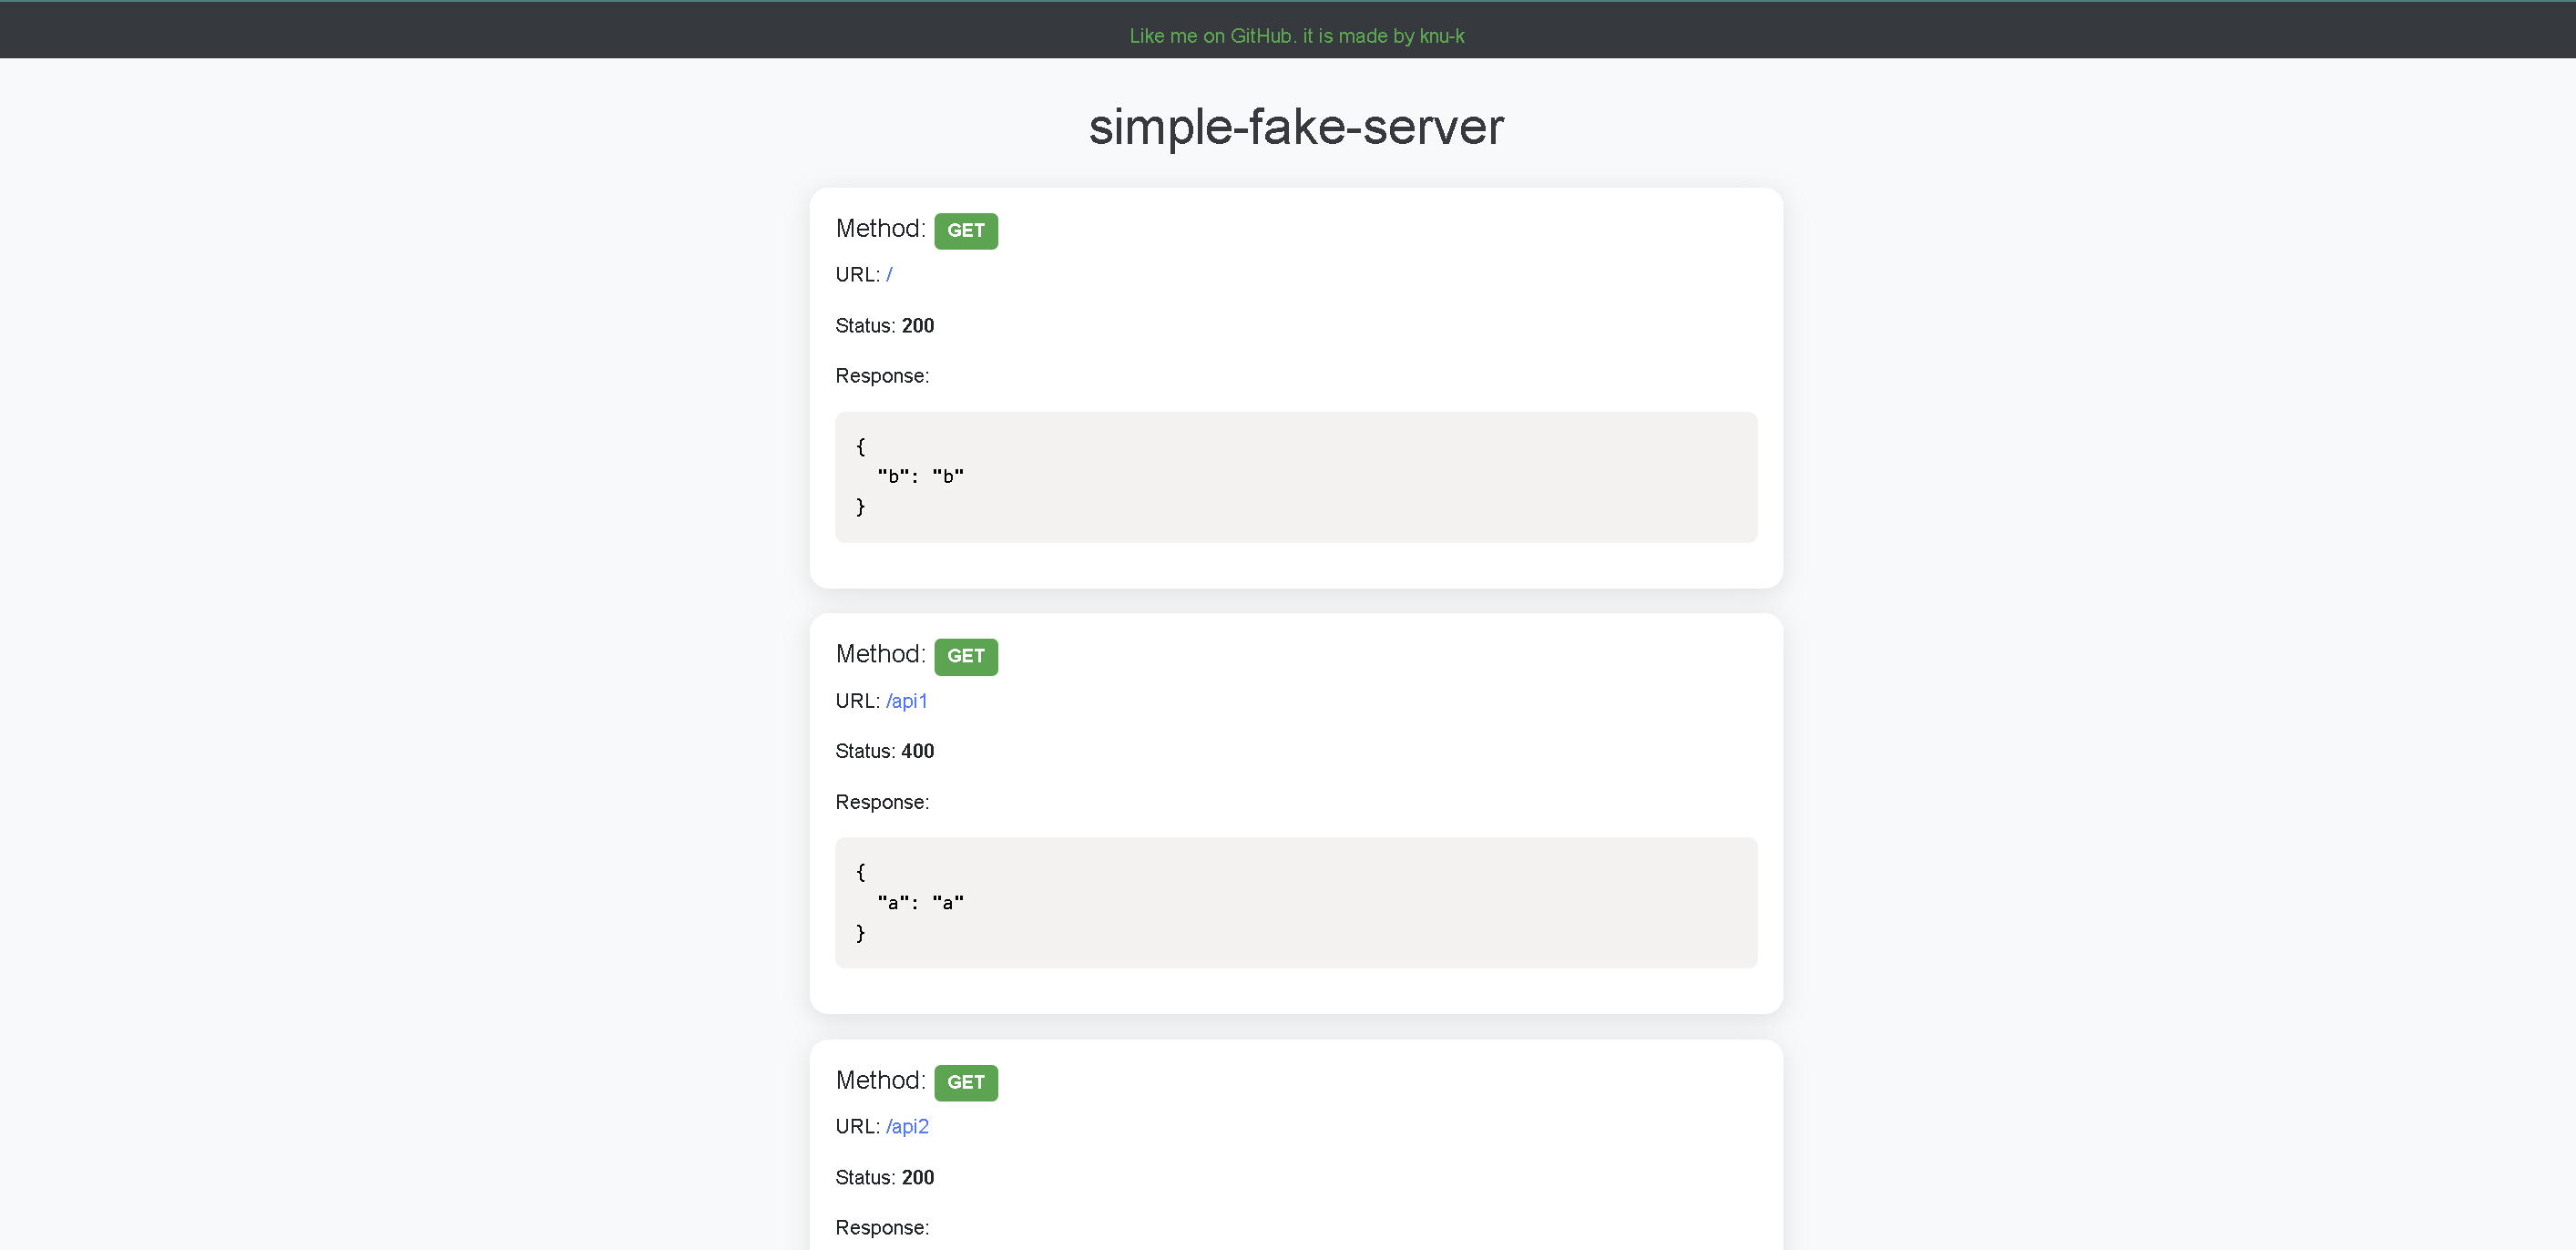 Like me on GitHub. it is made by knu-k
simple-fake-server
Method: GET
URL: /
Status: 200
Response:
{
  "b": "b"
}
Method: GET
URL: /api1
Status: 400
Response:
{
  "a": "a"
}
Method: GET
URL: /api2
Status: 200
Response: